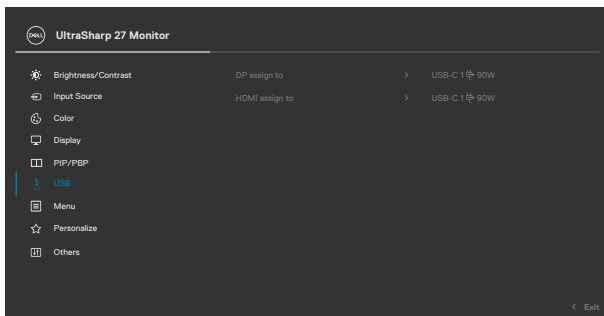 DELL UltraSharp 27 Monitor
Brightness/Contrast DP assign to > USB-C 1 90W
Input Source HDMI assign to > USB-C 1 90W
Color
Display
PIP/PBP
USB
Menu
Personalize
Others
< Exit